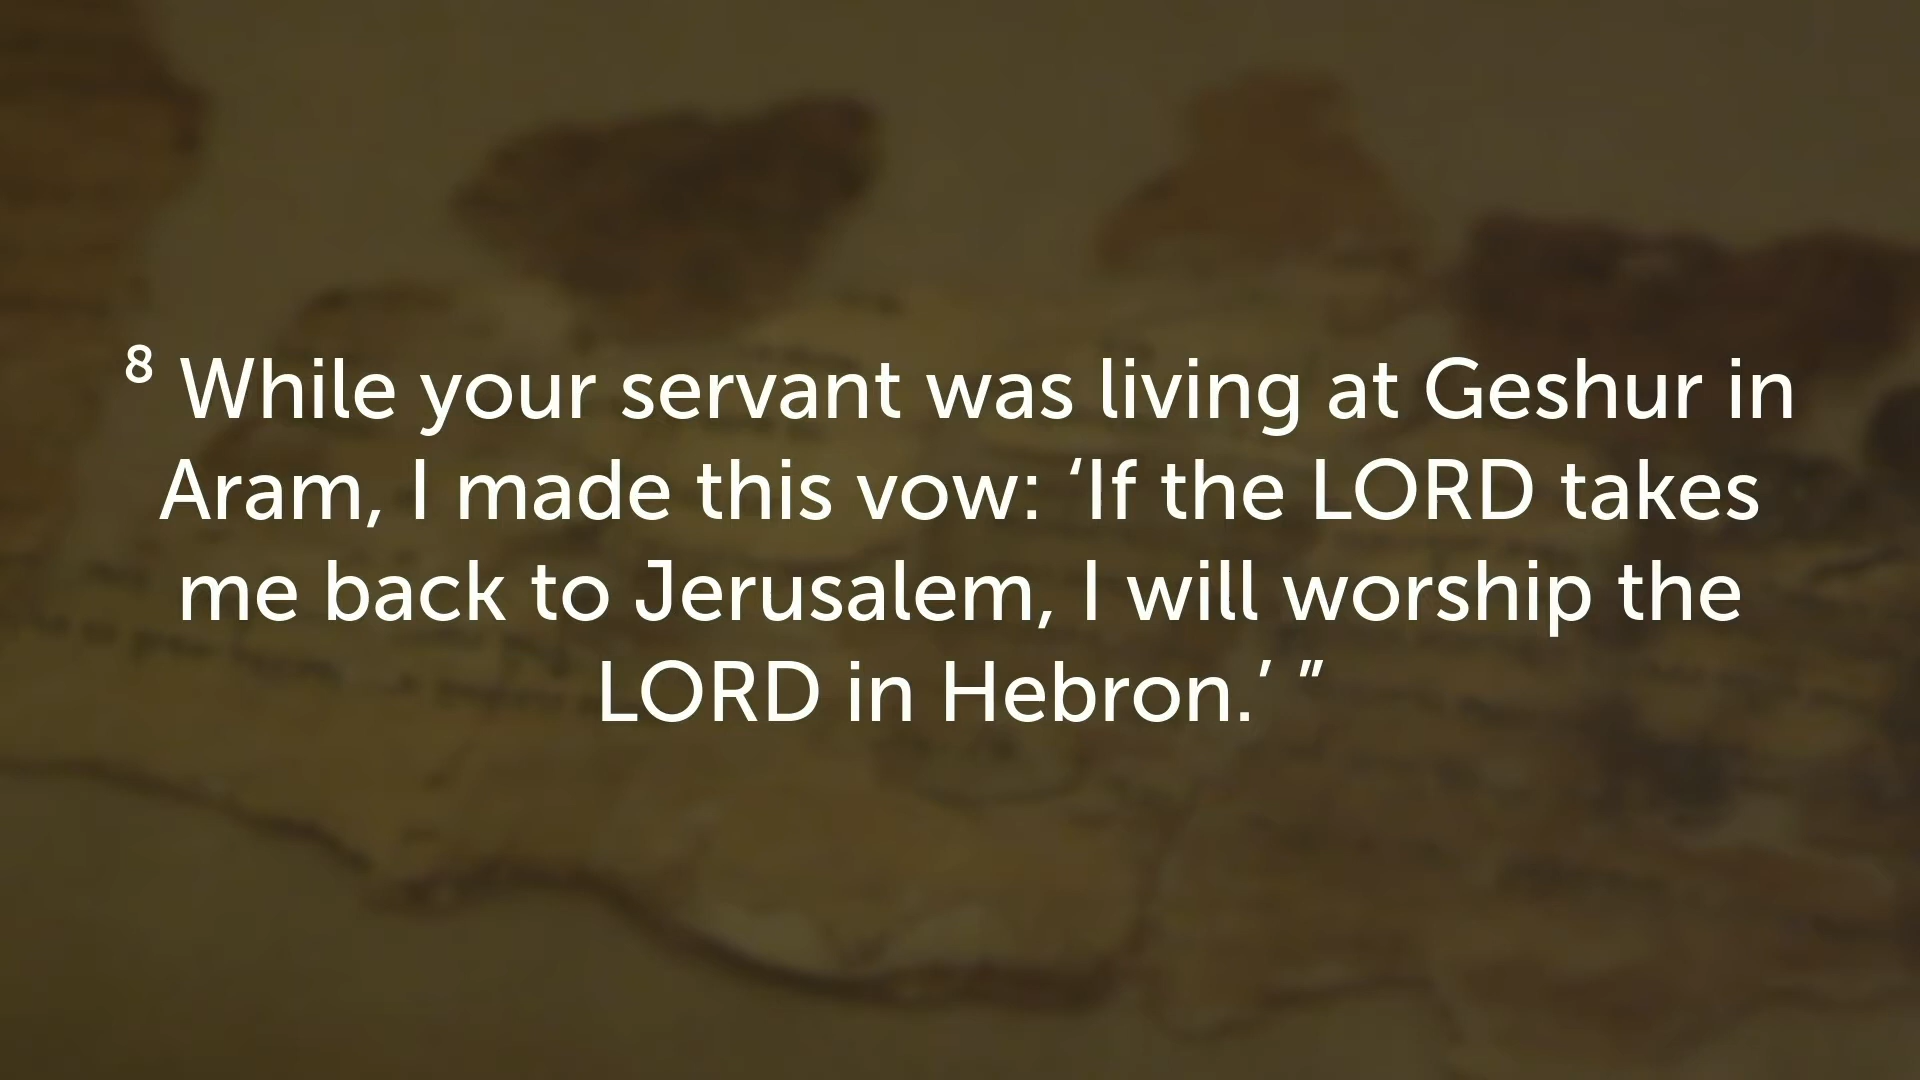 ⁸ While your servant was living at Geshur in
Aram, I made this vow: ‘If the LORD takes
me back to Jerusalem, I will worship the
LORD in Hebron.’ ”